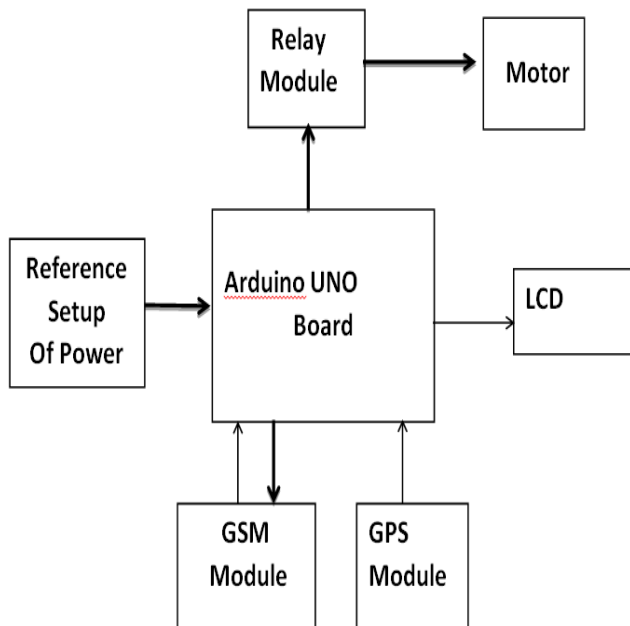 Relay
Module
Motor
Reference
Setup
Of Power
Arduino UNO
Board
LCD
GSM
Module
GPS
Module